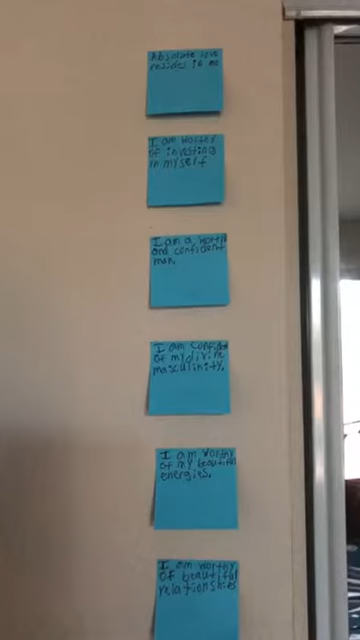 Absolute love
resides in me
I am worthy
of investing
in myself
I am a worth
and confident
man.
I am confident
of my divine
masculinity.
I am worthy
of my beautiful
energies.
I am worthy
of beautiful
relationships